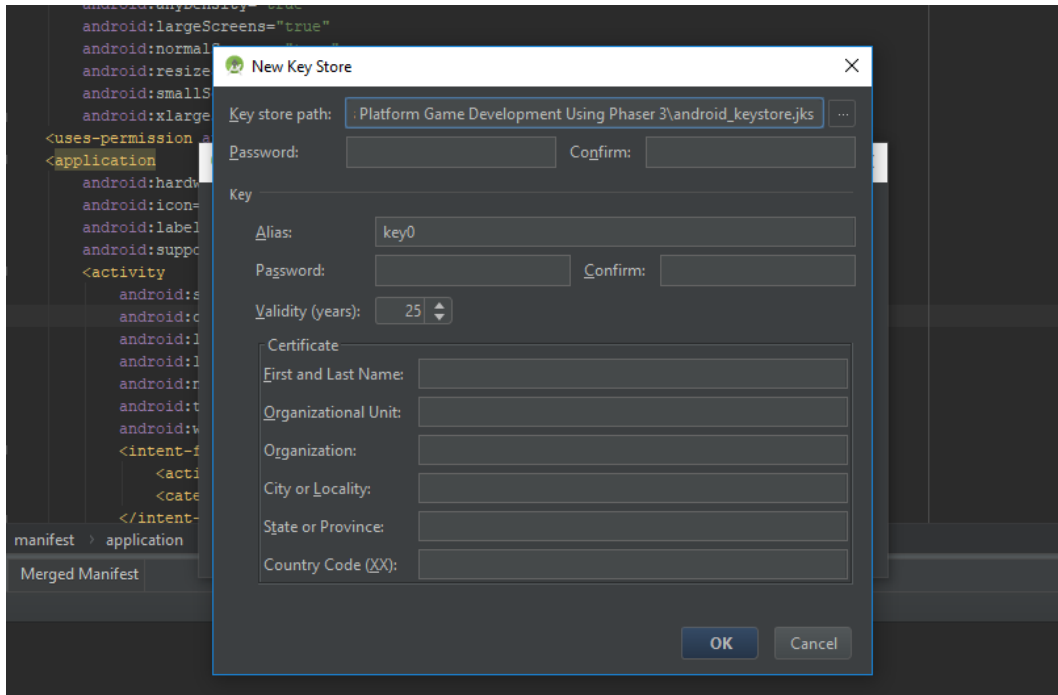 android:anyDensity="true"
android:largeScreens="true"
android:normal
android:resize
android:smallS
android:xlarge
<uses-permission a
<application
android:hardw
android:icon=
android:label
android:suppo
<activity
android:s
android:c
android:l
android:l
android:n
android:t
android:w
<intent-f
<acti
<cate
</intent-
manifest > application
Merged Manifest
New Key Store
Key store path: Platform Game Development Using Phaser 3\android_keystore.jks ...
Password: Confirm:
Key
Alias: key0
Password: Confirm:
Validity (years): 25
Certificate
First and Last Name:
Organizational Unit:
Organization:
City or Locality:
State or Province:
Country Code (XX):
OK Cancel